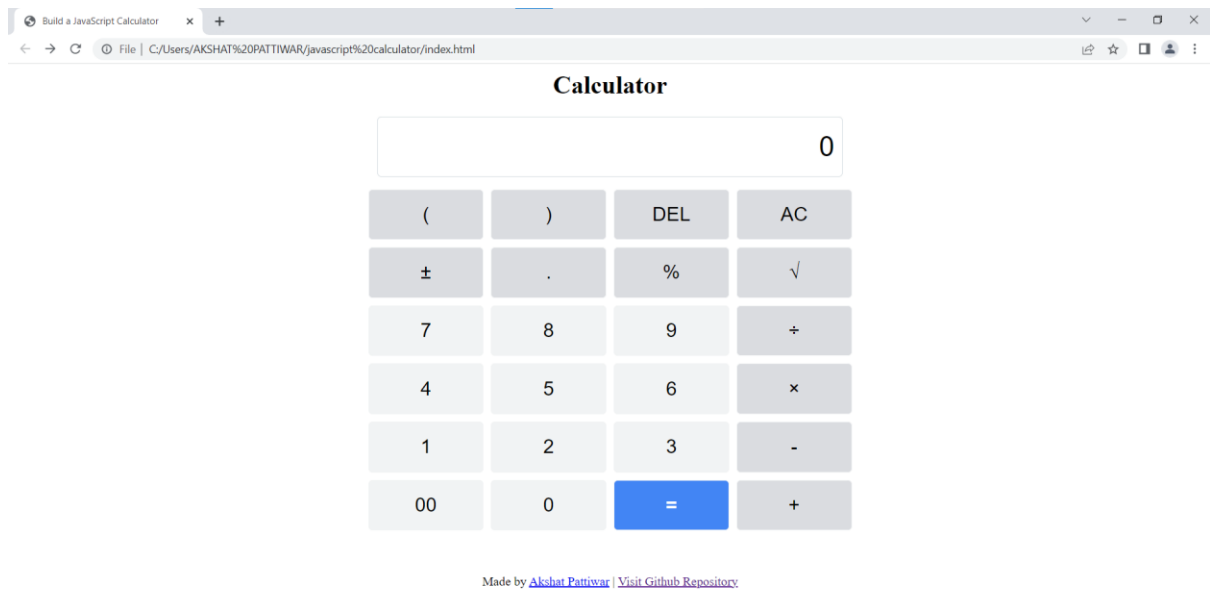 Build a JavaScript Calculator × +
File | C:/Users/AKSHAT%20PATTIWAR/javascript%20calculator/index.html
Calculator
0
( ) DEL AC
± . % √
7 8 9 ÷
4 5 6 ×
1 2 3 -
00 0 = +
Made by Akshat Pattiwar | Visit Github Repository